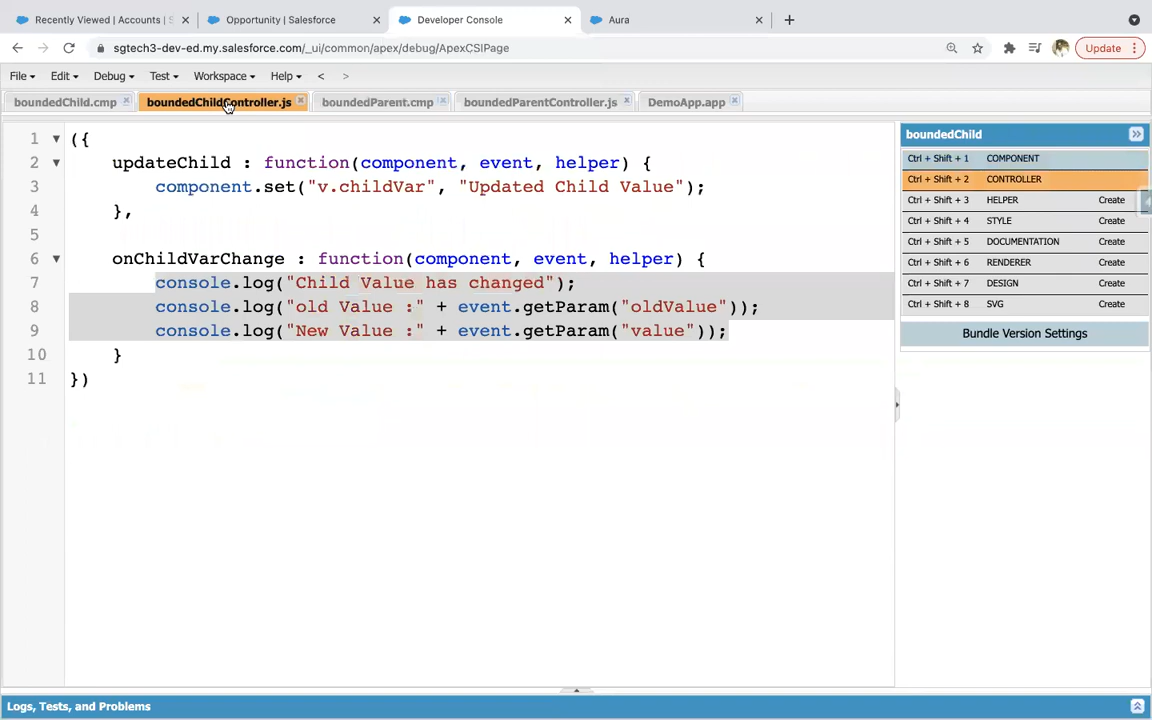 Recently Viewed | Accounts | S
Opportunity | Salesforce
Developer Console
Aura
sgtech3-dev-ed.my.salesforce.com/_ui/common/apex/debug/ApexCSIPage
Update
File Edit Debug Test Workspace Help < >
boundedChild.cmp
boundedChildController.js
boundedParent.cmp
boundedParentController.js
DemoApp.app
1 ({
2 updateChild : function(component, event, helper) {
3 component.set("v.childVar", "Updated Child Value");
4 },
5
6 onChildVarChange : function(component, event, helper) {
7 console.log("Child Value has changed");
8 console.log("old Value :" + event.getParam("oldValue"));
9 console.log("New Value :" + event.getParam("value"));
10 }
11 })
boundedChild
Ctrl + Shift + 1 COMPONENT
Ctrl + Shift + 2 CONTROLLER
Ctrl + Shift + 3 HELPER Create
Ctrl + Shift + 4 STYLE Create
Ctrl + Shift + 5 DOCUMENTATION Create
Ctrl + Shift + 6 RENDERER Create
Ctrl + Shift + 7 DESIGN Create
Ctrl + Shift + 8 SVG Create
Bundle Version Settings
Logs, Tests, and Problems